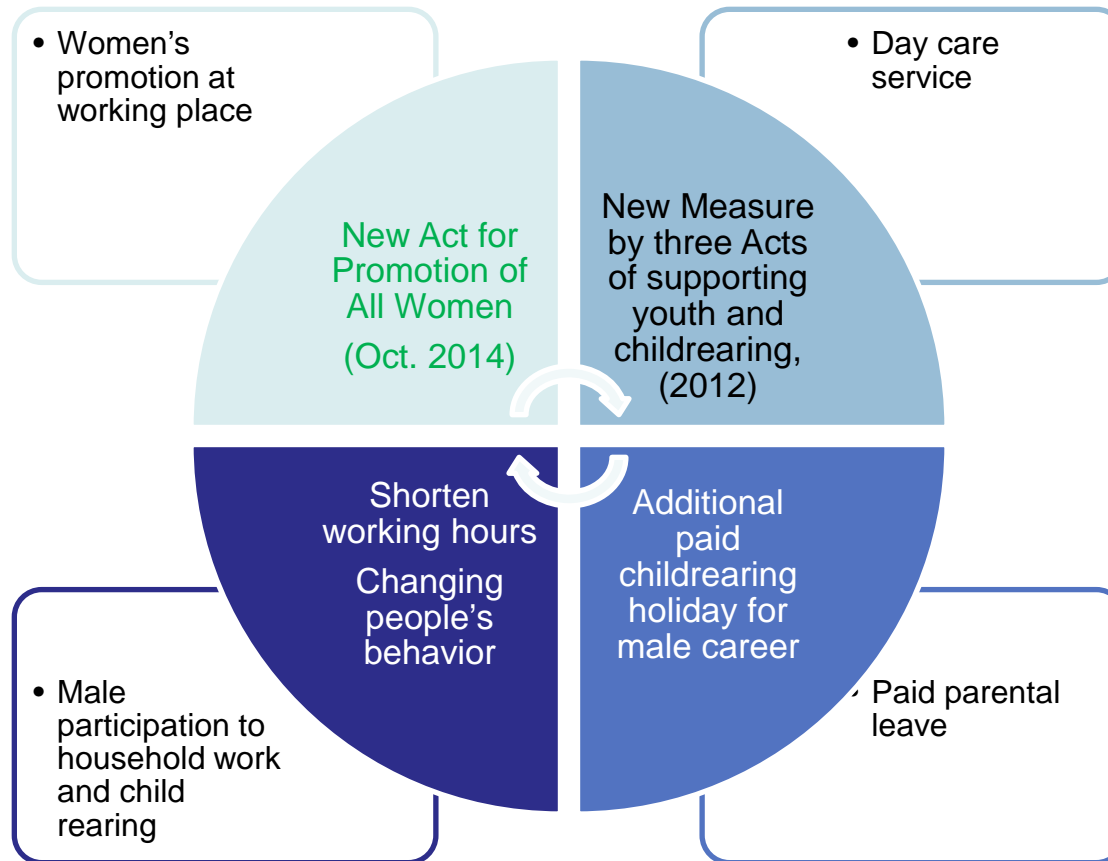 • Women’s
promotion at
working place
• Day care
service
New Act for
Promotion of
All Women
(Oct. 2014)
New Measure
by three Acts
of supporting
youth and
childrearing,
(2012)
Shorten
working hours
Changing
people’s
behavior
Additional
paid
childrearing
holiday for
male career
• Male
participation to
household work
and child
rearing
• Paid parental
leave